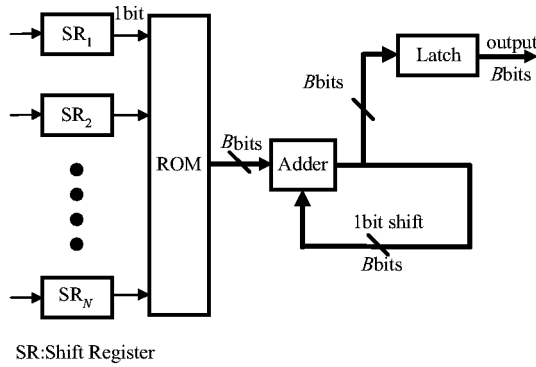 1bit
SR1
SR2
SRN
ROM
Bbits
Adder
Bbits
Latch
output
Bbits
1bit shift
Bbits
SR:Shift Register